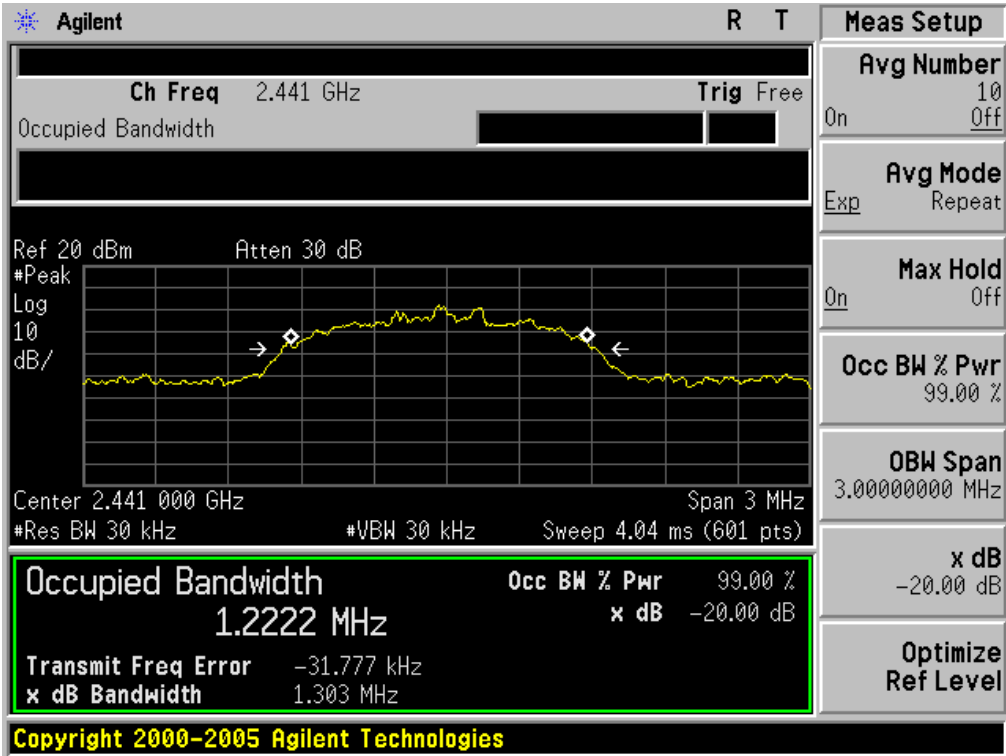 Agilent R T
Meas Setup
Ch Freq 2.441 GHz Trig Free
Occupied Bandwidth
Ref 20 dBm Atten 30 dB
#Peak
Log
10
dB/
Center 2.441 000 GHz Span 3 MHz
#Res BW 30 kHz #VBW 30 kHz Sweep 4.04 ms (601 pts)
Occupied Bandwidth
1.2222 MHz
Occ BW % Pwr 99.00 %
x dB -20.00 dB
Transmit Freq Error -31.777 kHz
x dB Bandwidth 1.303 MHz
Avg Number
10
On Off
Avg Mode
Exp Repeat
Max Hold
On Off
Occ BW % Pwr
99.00 %
OBW Span
3.00000000 MHz
x dB
-20.00 dB
Optimize
Ref Level
Copyright 2000-2005 Agilent Technologies